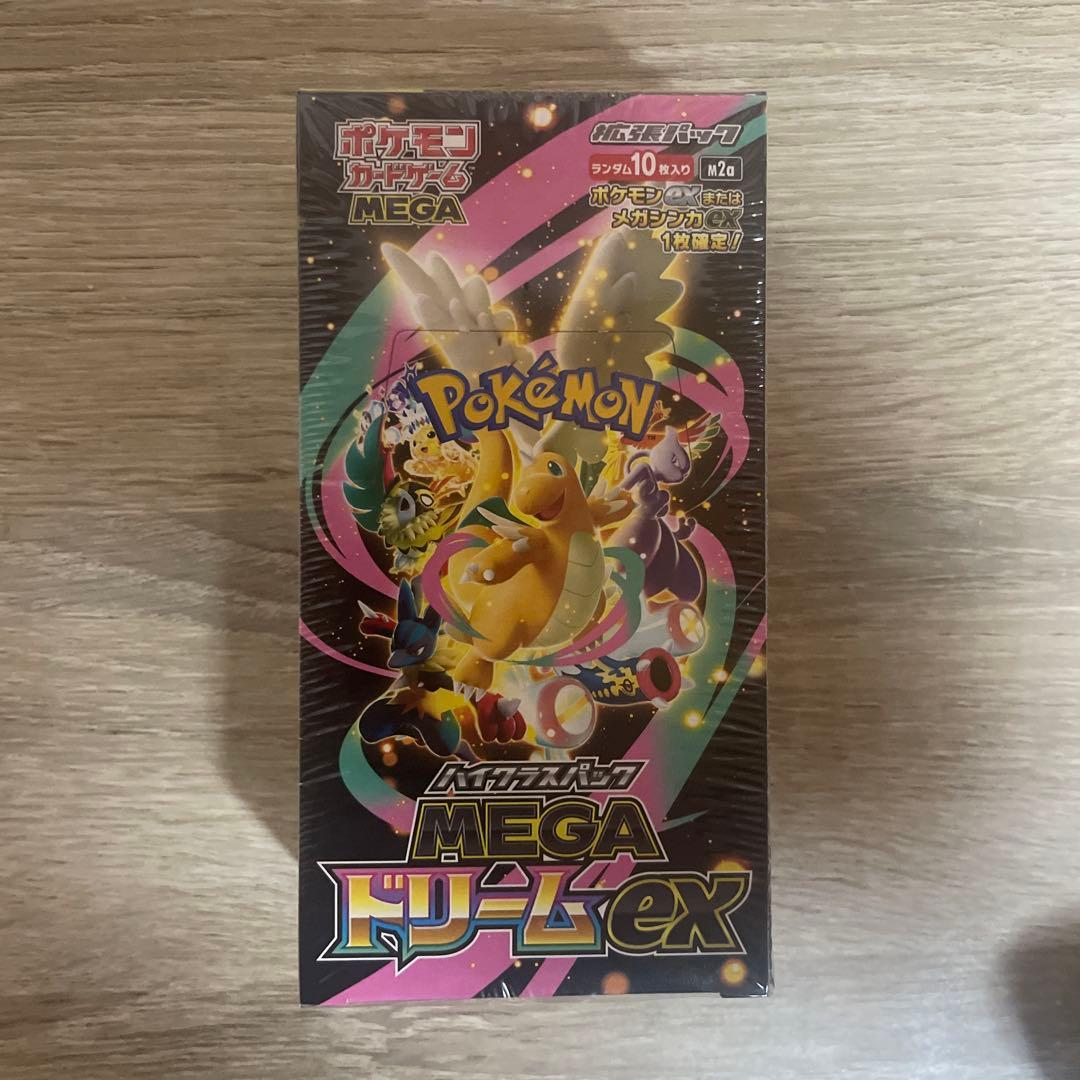 ポケモン
カードゲーム
MEGA
拡張パック
ランダム10枚入り M2a
ポケモンexまたは
メガシンカex
1枚確定!
POKéMON
TM
ハイクラスパック
MEGA
ドリームex